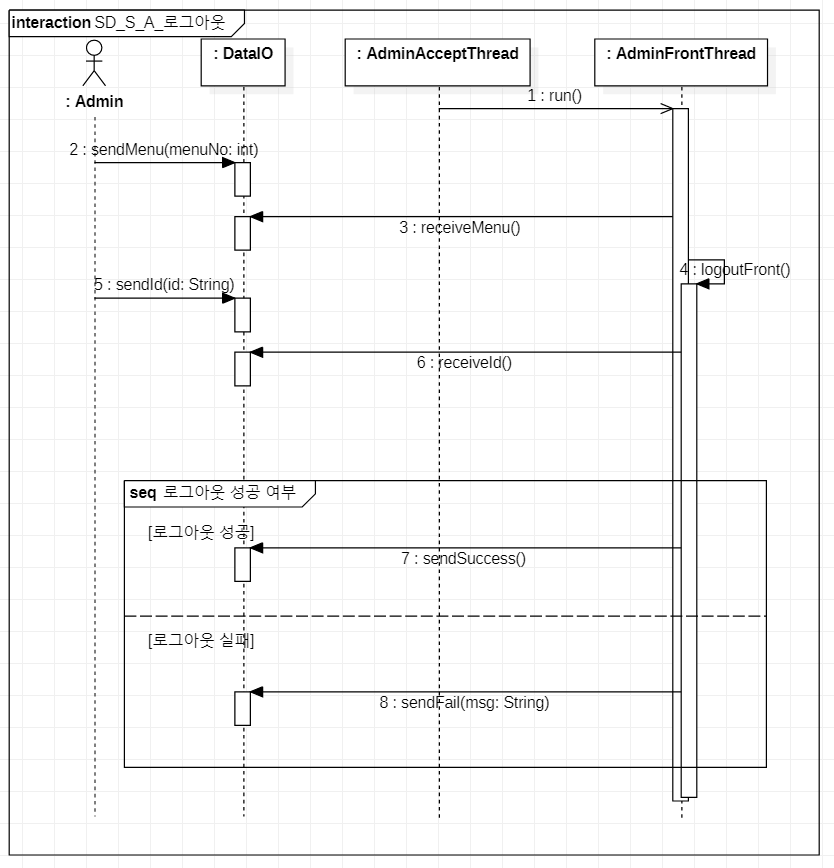 interaction SD_S_A_로그아웃
: Admin
: DataIO
: AdminAcceptThread
: AdminFrontThread
1 : run()
2 : sendMenu(menuNo: int)
3 : receiveMenu()
4 : logoutFront()
5 : sendId(id: String)
6 : receiveId()
seq 로그아웃 성공 여부
[로그아웃 성공]
7 : sendSuccess()
[로그아웃 실패]
8 : sendFail(msg: String)